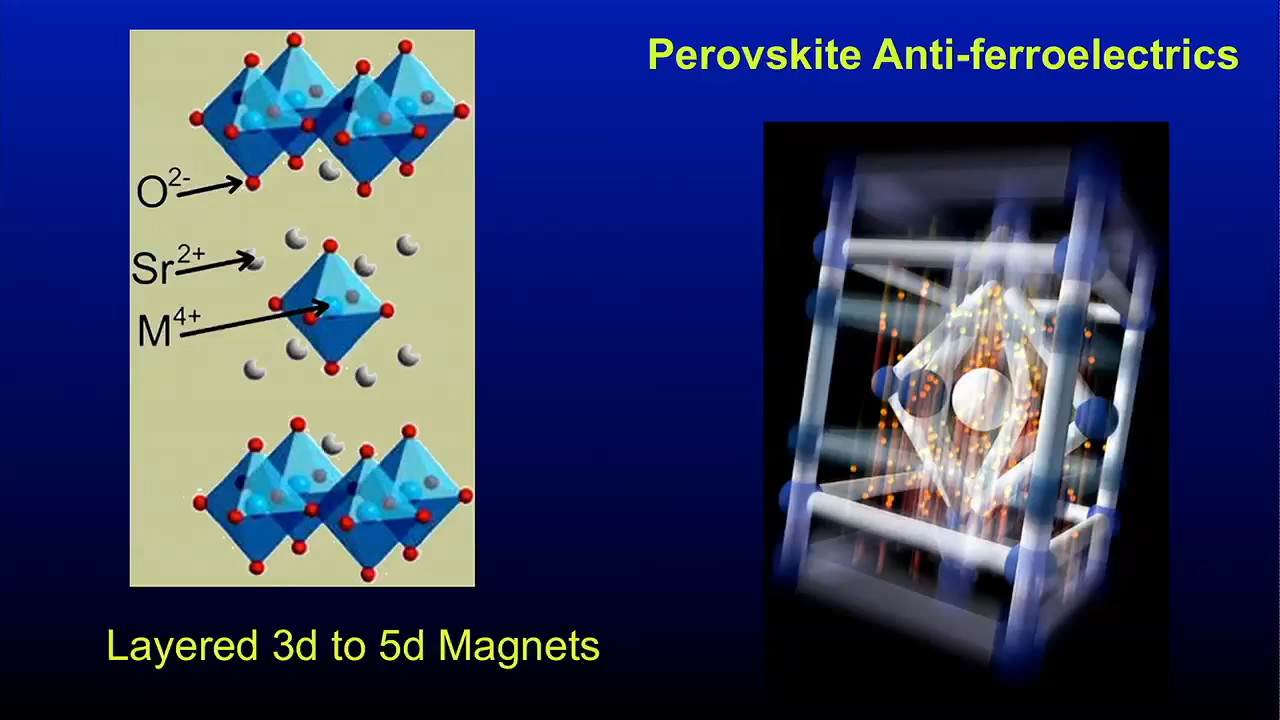 Perovskite Anti-ferroelectrics
O2-
Sr2+
M4+
Layered 3d to 5d Magnets